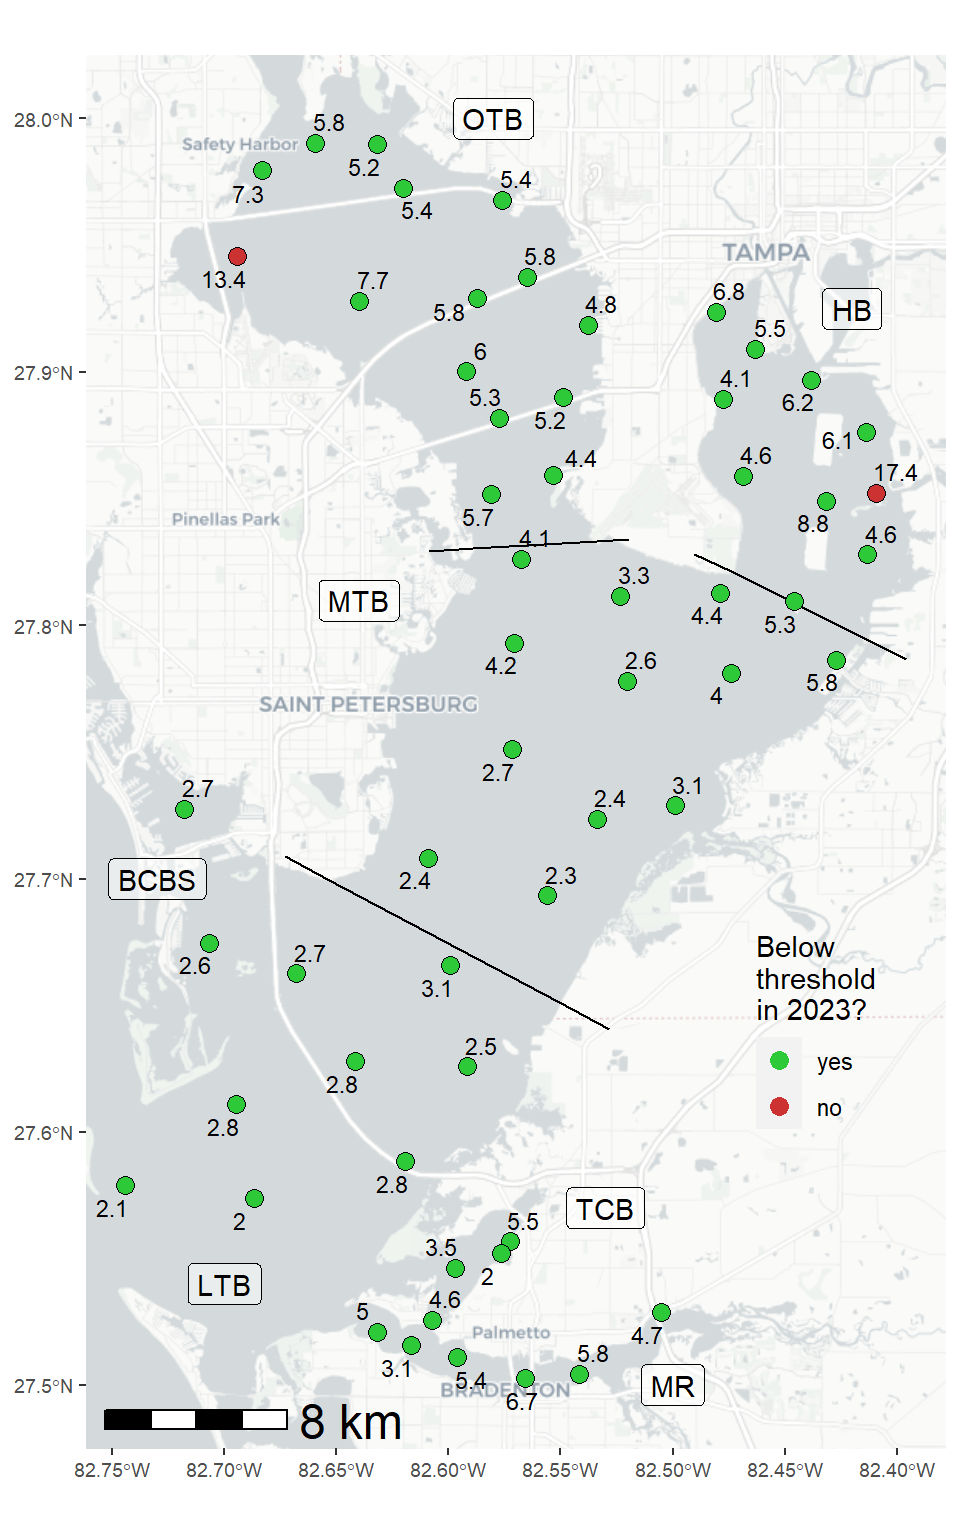 28.0°N
27.9°N
27.8°N
27.7°N
27.6°N
27.5°N
5.8
OTB
Safety Harbor
5.2
7.3
5.4
5.4
TAMPA
13.4
5.8
7.7
5.8
4.8
6.8
HB
5.5
6
4.1
5.3
5.2
6.2
6.1
4.4
4.6
17.4
Pinellas Park
5.7
8.8
4.1
4.6
3.3
MTB
4.4
5.3
4.2
2.6
4
5.8
SAINT PETERSBURG
2.7
2.7
2.4
3.1
BCBS
2.4
2.3
2.6
2.7
3.1
Below
threshold
in 2023?
yes
no
2.5
2.8
2.8
2.8
2.1
2
TCB
5.5
3.5
2
LTB
4.6
5
Palmetto
4.7
3.1
5.8
5.4
BRADENTON
MR
6.7
8 km
82.75°W 82.70°W 82.65°W 82.60°W 82.55°W 82.50°W 82.45°W 82.40°W